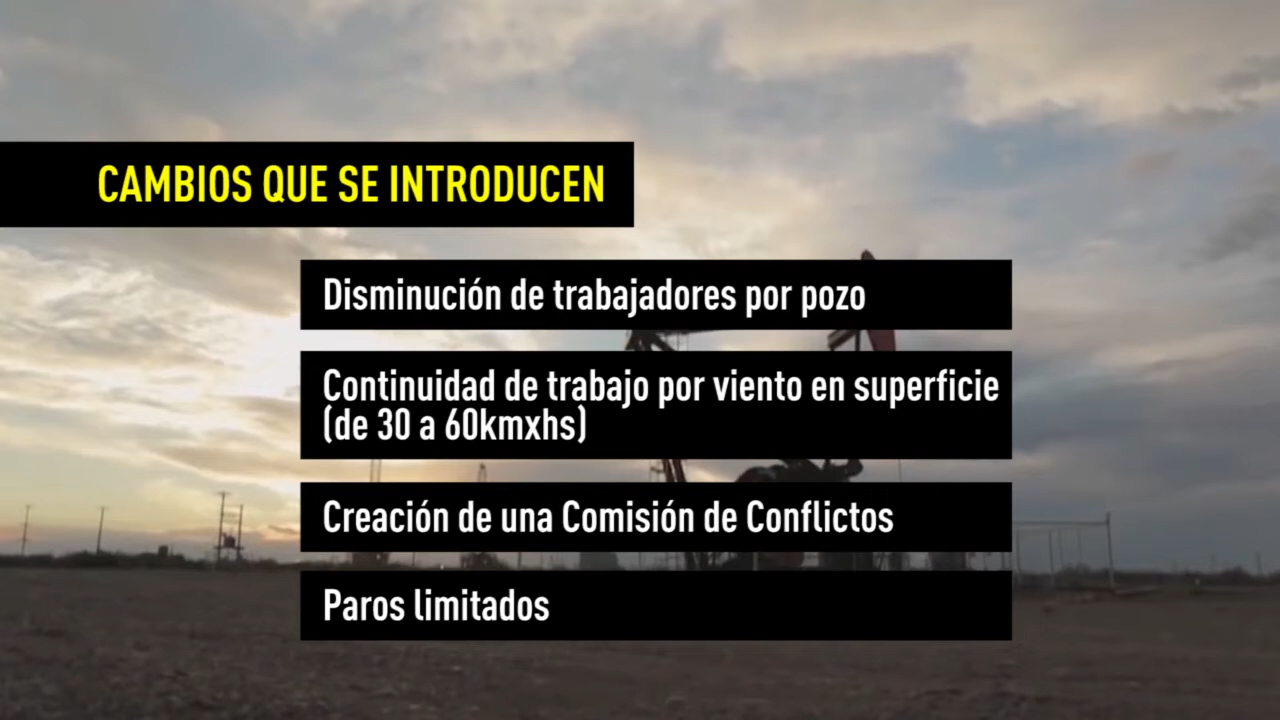 CAMBIOS QUE SE INTRODUCEN
Disminución de trabajadores por pozo
Continuidad de trabajo por viento en superficie
(de 30 a 60kmxhs)
Creación de una Comisión de Conflictos
Paros limitados